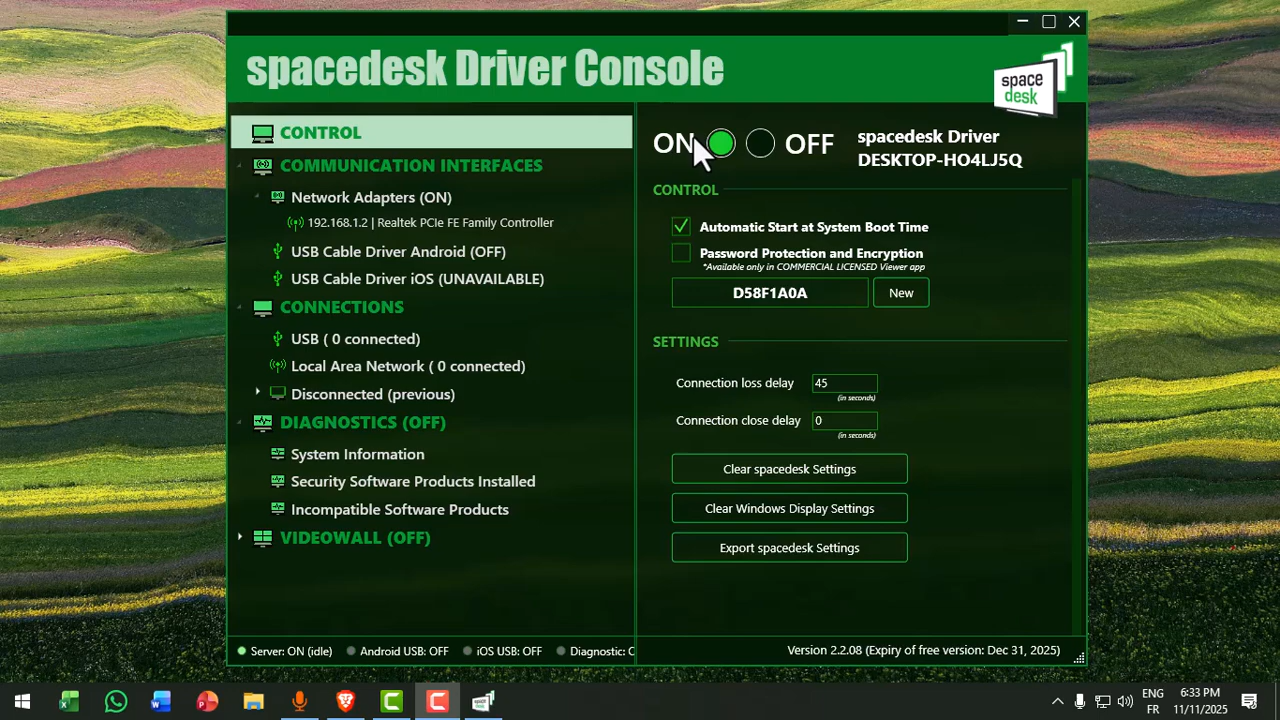 spacedesk Driver Console
space
desk
CONTROL
COMMUNICATION INTERFACES
Network Adapters (ON)
192.168.1.2 | Realtek PCIe FE Family Controller
USB Cable Driver Android (OFF)
USB Cable Driver iOS (UNAVAILABLE)
CONNECTIONS
USB ( 0 connected)
Local Area Network ( 0 connected)
Disconnected (previous)
DIAGNOSTICS (OFF)
System Information
Security Software Products Installed
Incompatible Software Products
VIDEOWALL (OFF)
ON OFF
spacedesk Driver
DESKTOP-HO4LJ5Q
CONTROL
Automatic Start at System Boot Time
Password Protection and Encryption
*Available only in COMMERCIAL LICENSED Viewer app
D58F1A0A New
SETTINGS
Connection loss delay 45
(in seconds)
Connection close delay 0
(in seconds)
Clear spacedesk Settings
Clear Windows Display Settings
Export spacedesk Settings
Server: ON (idle) Android USB: OFF iOS USB: OFF Diagnostic: C
Version 2.2.08 (Expiry of free version: Dec 31, 2025)
ENG 6:33 PM
FR 11/11/2025